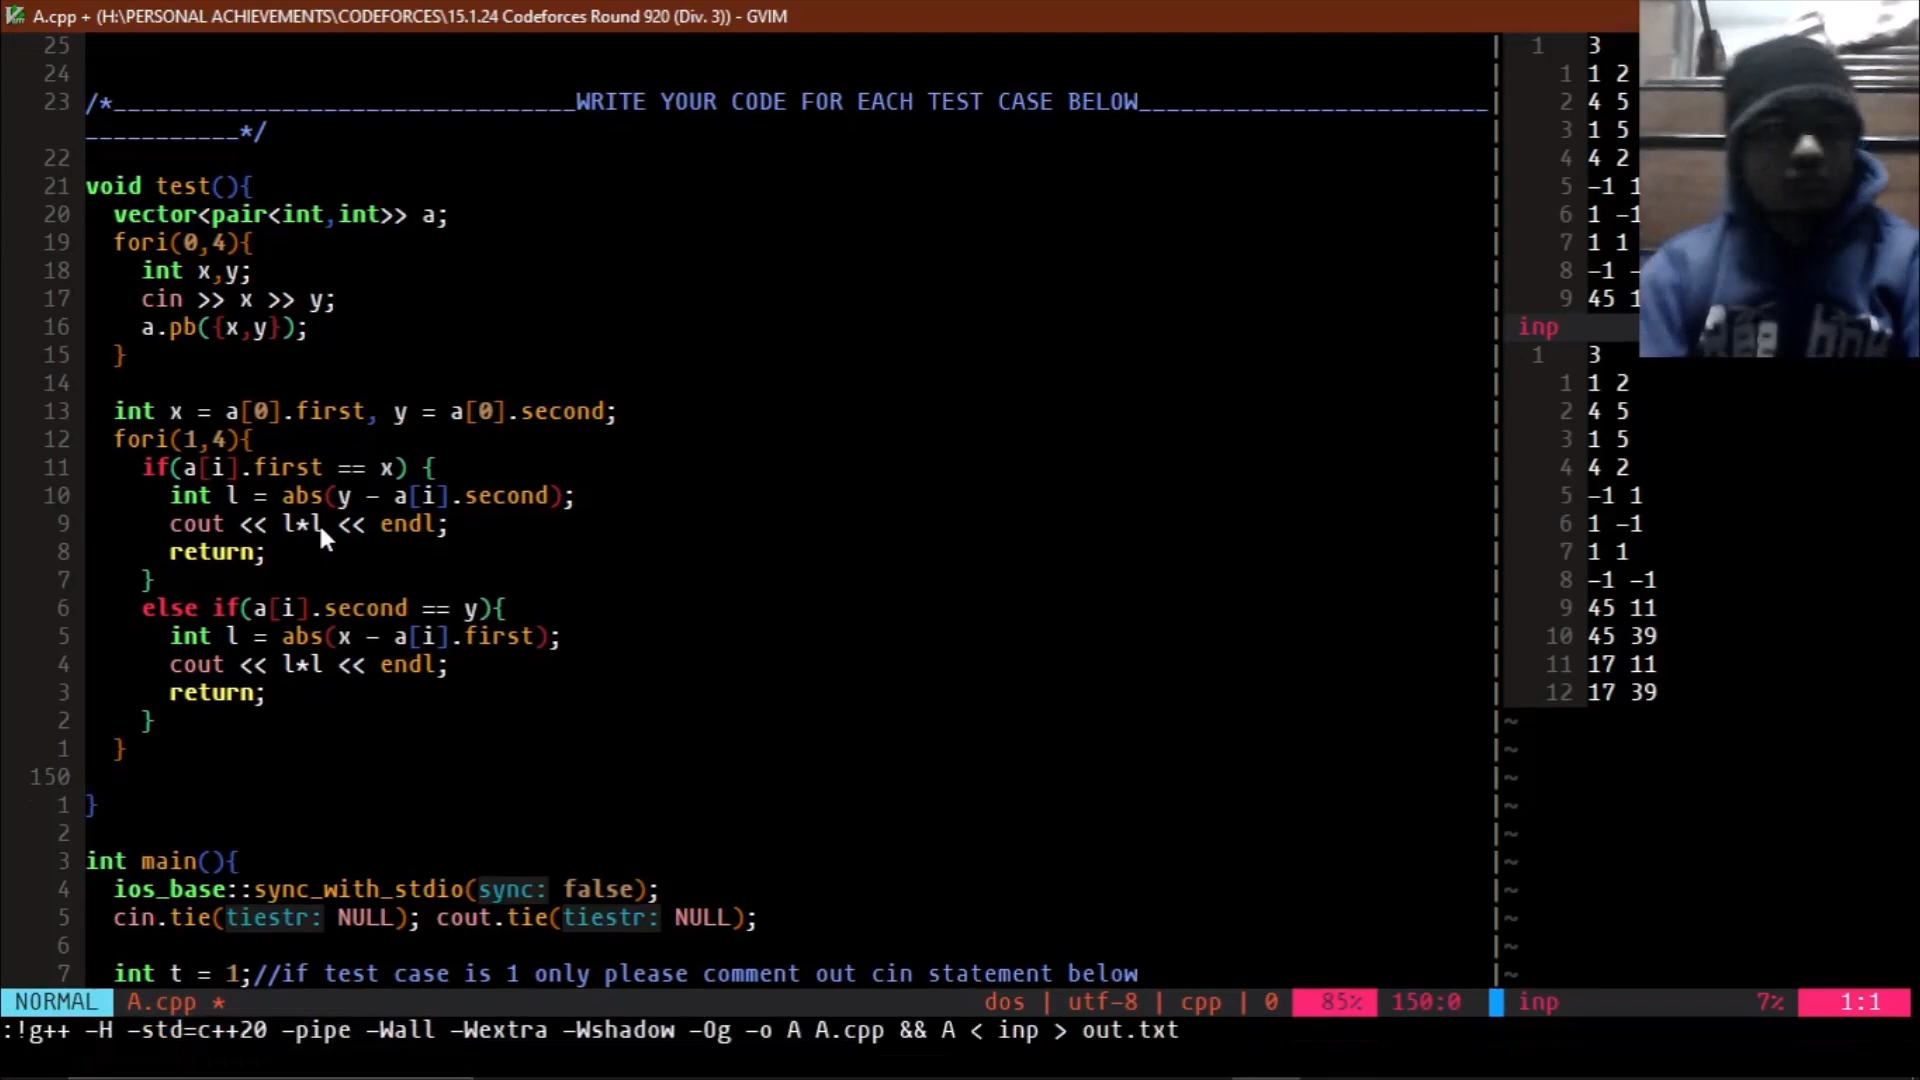 A.cpp + (H:\PERSONAL ACHIEVEMENTS\CODEFORCES\15.1.24 Codeforces Round 920 (Div. 3)) - GVIM
25
24
23 /*_________________________________WRITE YOUR CODE FOR EACH TEST CASE BELOW_________________________
___________*/
22
21 void test(){
20   vector<pair<int,int>> a;
19   fori(0,4){
18     int x,y;
17     cin >> x >> y;
16     a.pb({x,y});
15   }
14
13   int x = a[0].first, y = a[0].second;
12   fori(1,4){
11     if(a[i].first == x) {
10       int l = abs(y - a[i].second);
9       cout << l*l << endl;
8       return;
7     }
6     else if(a[i].second == y){
5       int l = abs(x - a[i].first);
4       cout << l*l << endl;
3       return;
2     }
1   }
150
1 }
2
3 int main(){
4   ios_base::sync_with_stdio(sync: false);
5   cin.tie(tiestr: NULL); cout.tie(tiestr: NULL);
6
7   int t = 1;//if test case is 1 only please comment out cin statement below
NORMAL A.cpp * dos | utf-8 | cpp | 0 85% 150:0
:!g++ -H -std=c++20 -pipe -Wall -Wextra -Wshadow -Og -o A A.cpp && A < inp > out.txt
1 3
1 1 2
2 4 5
3 1 5
4 4 2
5 -1 1
6 1 -1
7 1 1
8 -1 -
9 45 1
inp
1 3
1 1 2
2 4 5
3 1 5
4 4 2
5 -1 1
6 1 -1
7 1 1
8 -1 -1
9 45 11
10 45 39
11 17 11
12 17 39
~
~
~
~
~
~
~
~
~
~
inp 7% 1:1